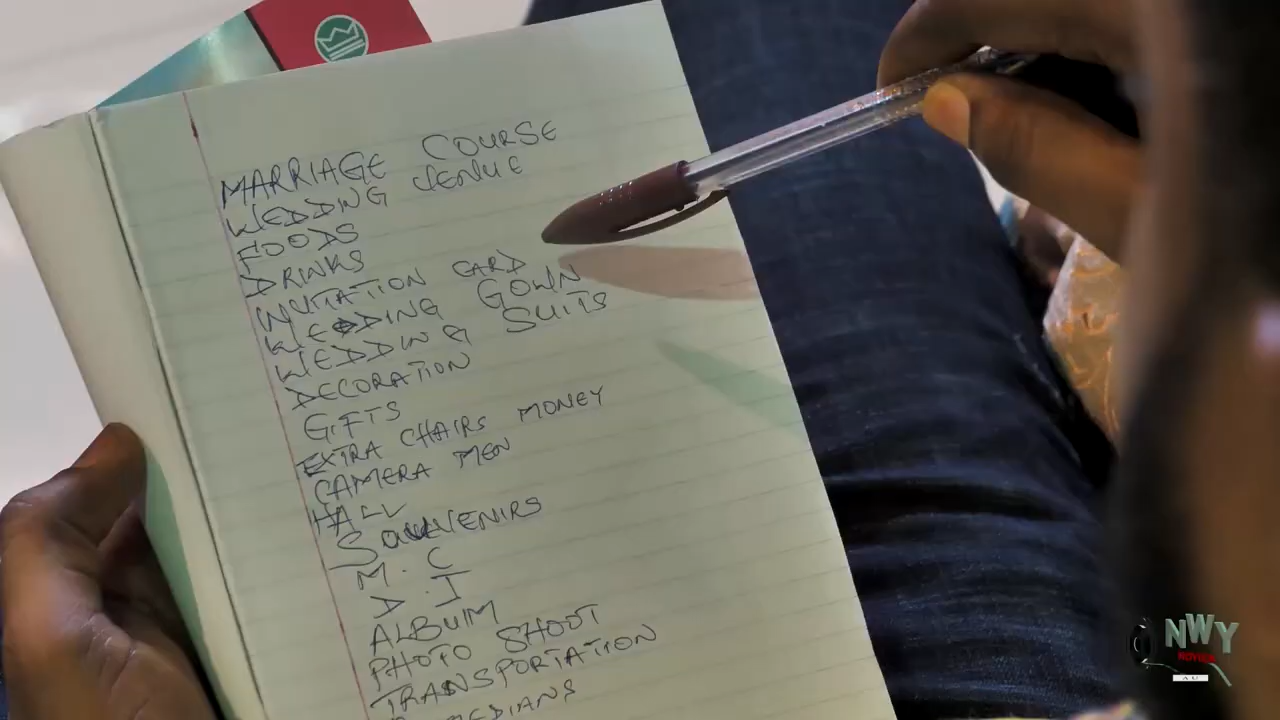 MARRIAGE COURSE
WEDDING VENUE
FOODS
DRINKS
INVITATION CARD
WEDDING GOWN
WEDDING SUITS
DECORATION
GIFTS
EXTRA CHAIRS MONEY
CAMERA MEN
HALL
SOUVENIRS
M.C
D.I
ALBUM
PHOTO SHOOT
TRANSPORTATION
NWY